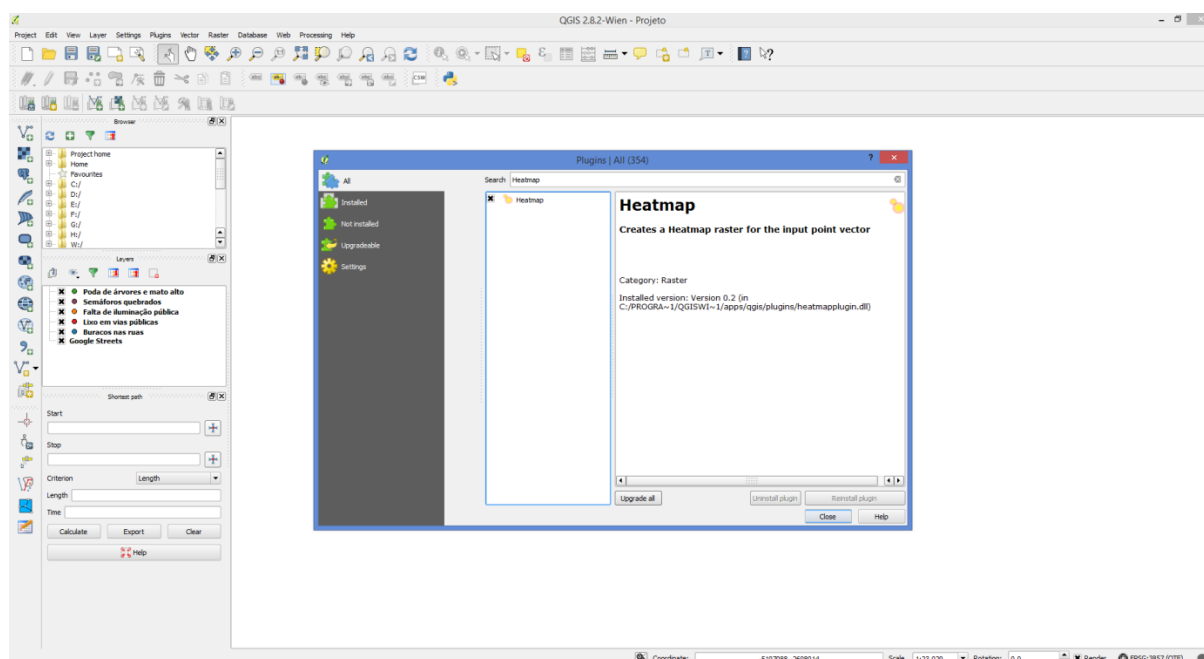 QGIS 2.8.2-Wien - Projeto
Project Edit View Layer Settings Plugins Vector Raster Database Web Processing Help
Browser
Project home
Home
Favourites
C:/
D:/
E:/
F:/
G:/
H:/
W:/
Layers
Poda de árvores e mato alto
Semáforos quebrados
Falta de iluminação pública
Lixo em vias públicas
Buracos nas ruas
Google Streets
Shortest path
Start
Stop
Criterion Length
Length
Time
Calculate Export Clear
Help
Plugins | All (354)
All
Installed
Not installed
Upgradeable
Settings
Search Heatmap
Heatmap
Heatmap
Creates a Heatmap raster for the input point vector
Category: Raster
Installed version: Version 0.2 (in
C:/PROGRA~1/QGISWI~1/apps/qgis/plugins/heatmapplugin.dll)
Upgrade all Uninstall plugin Reinstall plugin
Close Help
Coordinate: Scale Rotation: 0,0 Render